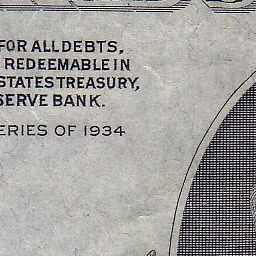 FOR ALL DEBTS,
REDEEMABLE IN
STATES TREASURY,
SERVE BANK.
ERIES OF 1934